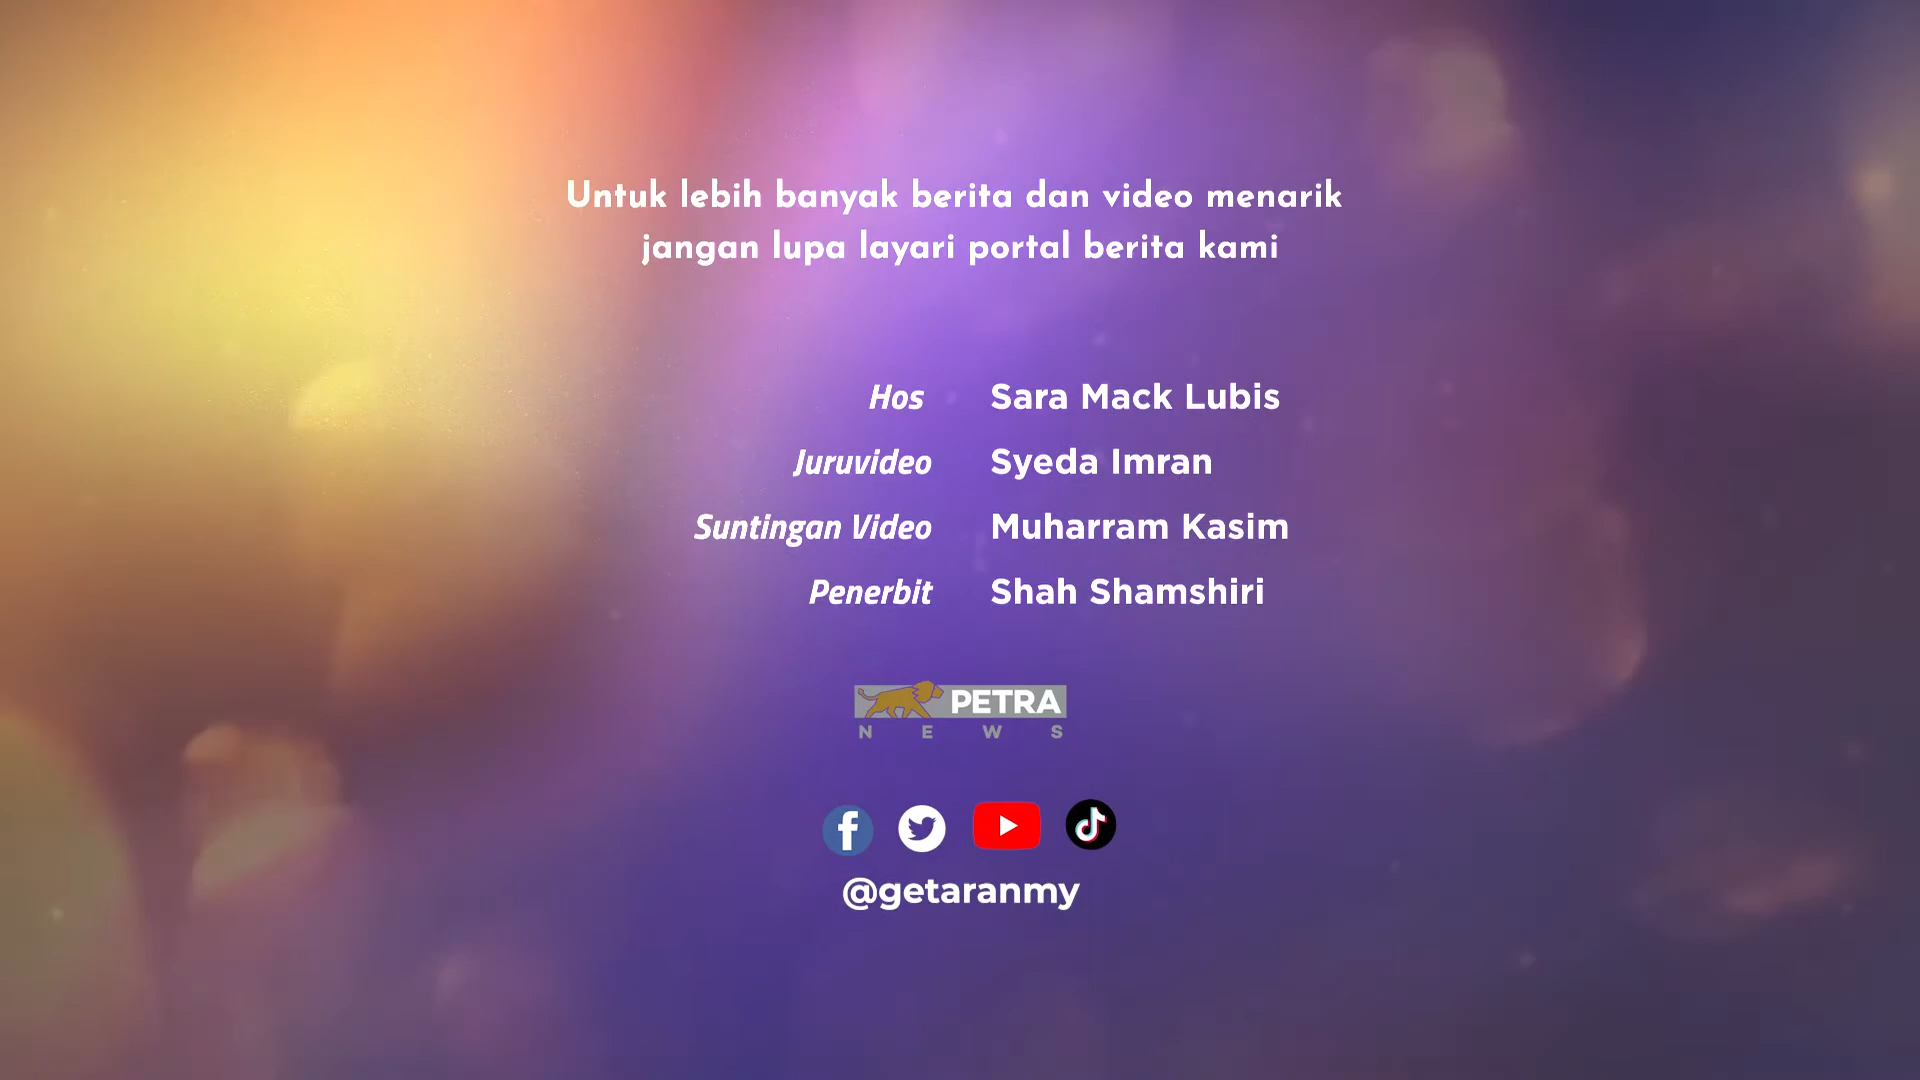 Untuk lebih banyak berita dan video menarik
jangan lupa layari portal berita kami
Hos Sara Mack Lubis
Juruvideo Syeda Imran
Suntingan Video Muharram Kasim
Penerbit Shah Shamshiri
PETRA
NEWS
@getaranmy